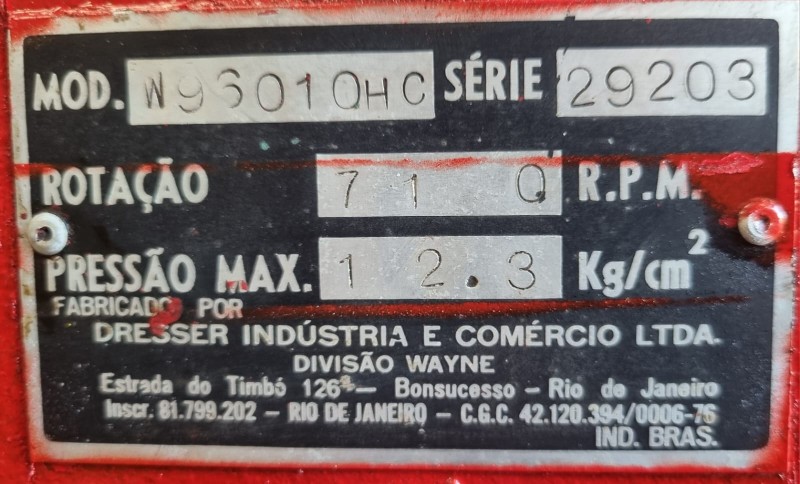 MOD. W96010HC SÉRIE 29203
ROTAÇÃO 710 R.P.M.
PRESSÃO MAX. 12.3 Kg/cm²
FABRICADO POR
DRESSER INDÚSTRIA E COMÉRCIO LTDA.
DIVISÃO WAYNE
Estrada do Timbó 126 — Bonsucesso – Rio de Janeiro
Inscr. 81.799.202 – RIO DE JANEIRO – C.G.C. 42.120.394/0006-76
IND. BRAS.